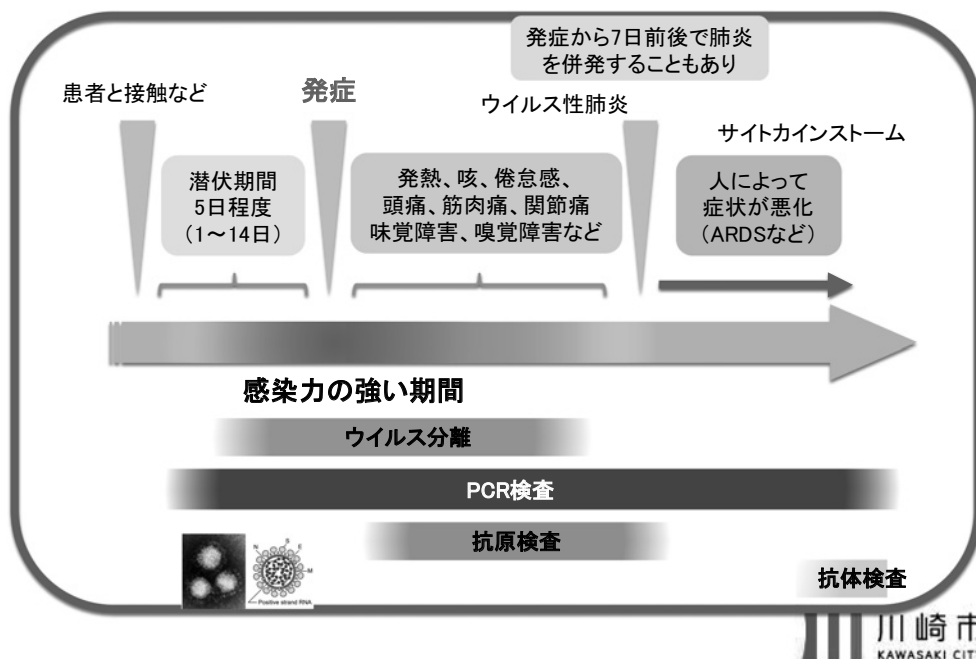 発症から7日前後で肺炎
を併発することもあり
患者と接触など
発症
ウイルス性肺炎
サイトカインストーム
潜伏期間
5日程度
（1～14日）
発熱、咳、倦怠感、
頭痛、筋肉痛、関節痛
味覚障害、嗅覚障害など
人によって
症状が悪化
（ARDSなど）
感染力の強い期間
ウイルス分離
PCR検査
抗原検査
抗体検査
N
S
E
M
Positive strand RNA
川崎市
KAWASAKI CIT